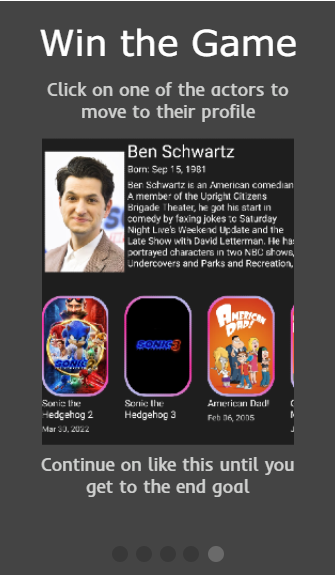 Win the Game
Click on one of the actors to
move to their profile
Ben Schwartz
Born: Sep 15, 1981
Ben Schwartz is an American comedian
A member of the Upright Citizens
Brigade Theater, he got his start in
comedy by faxing jokes to Saturday
Night Live's Weekend Update and the
Late Show with David Letterman. He has
portrayed characters in two NBC shows,
Undercovers and Parks and Recreation,
SONIC 3
AMERICAN
DAD!
Sonic the
Hedgehog 2
Mar 30, 2022
Sonic the
Hedgehog 3
American Dad!
Feb 06, 2005
Continue on like this until you
get to the end goal